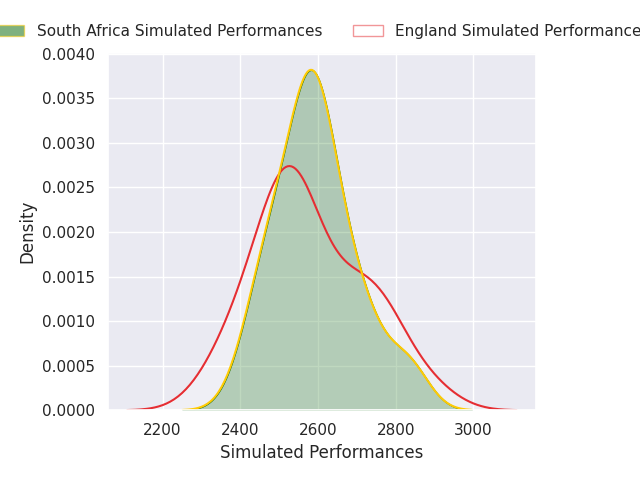 South Africa Simulated Performances
England Simulated Performance
0.0040
0.0035
0.0030
0.0025
0.0020
0.0015
0.0010
0.0005
0.0000
Density
2200 2400 2600 2800 3000
Simulated Performances